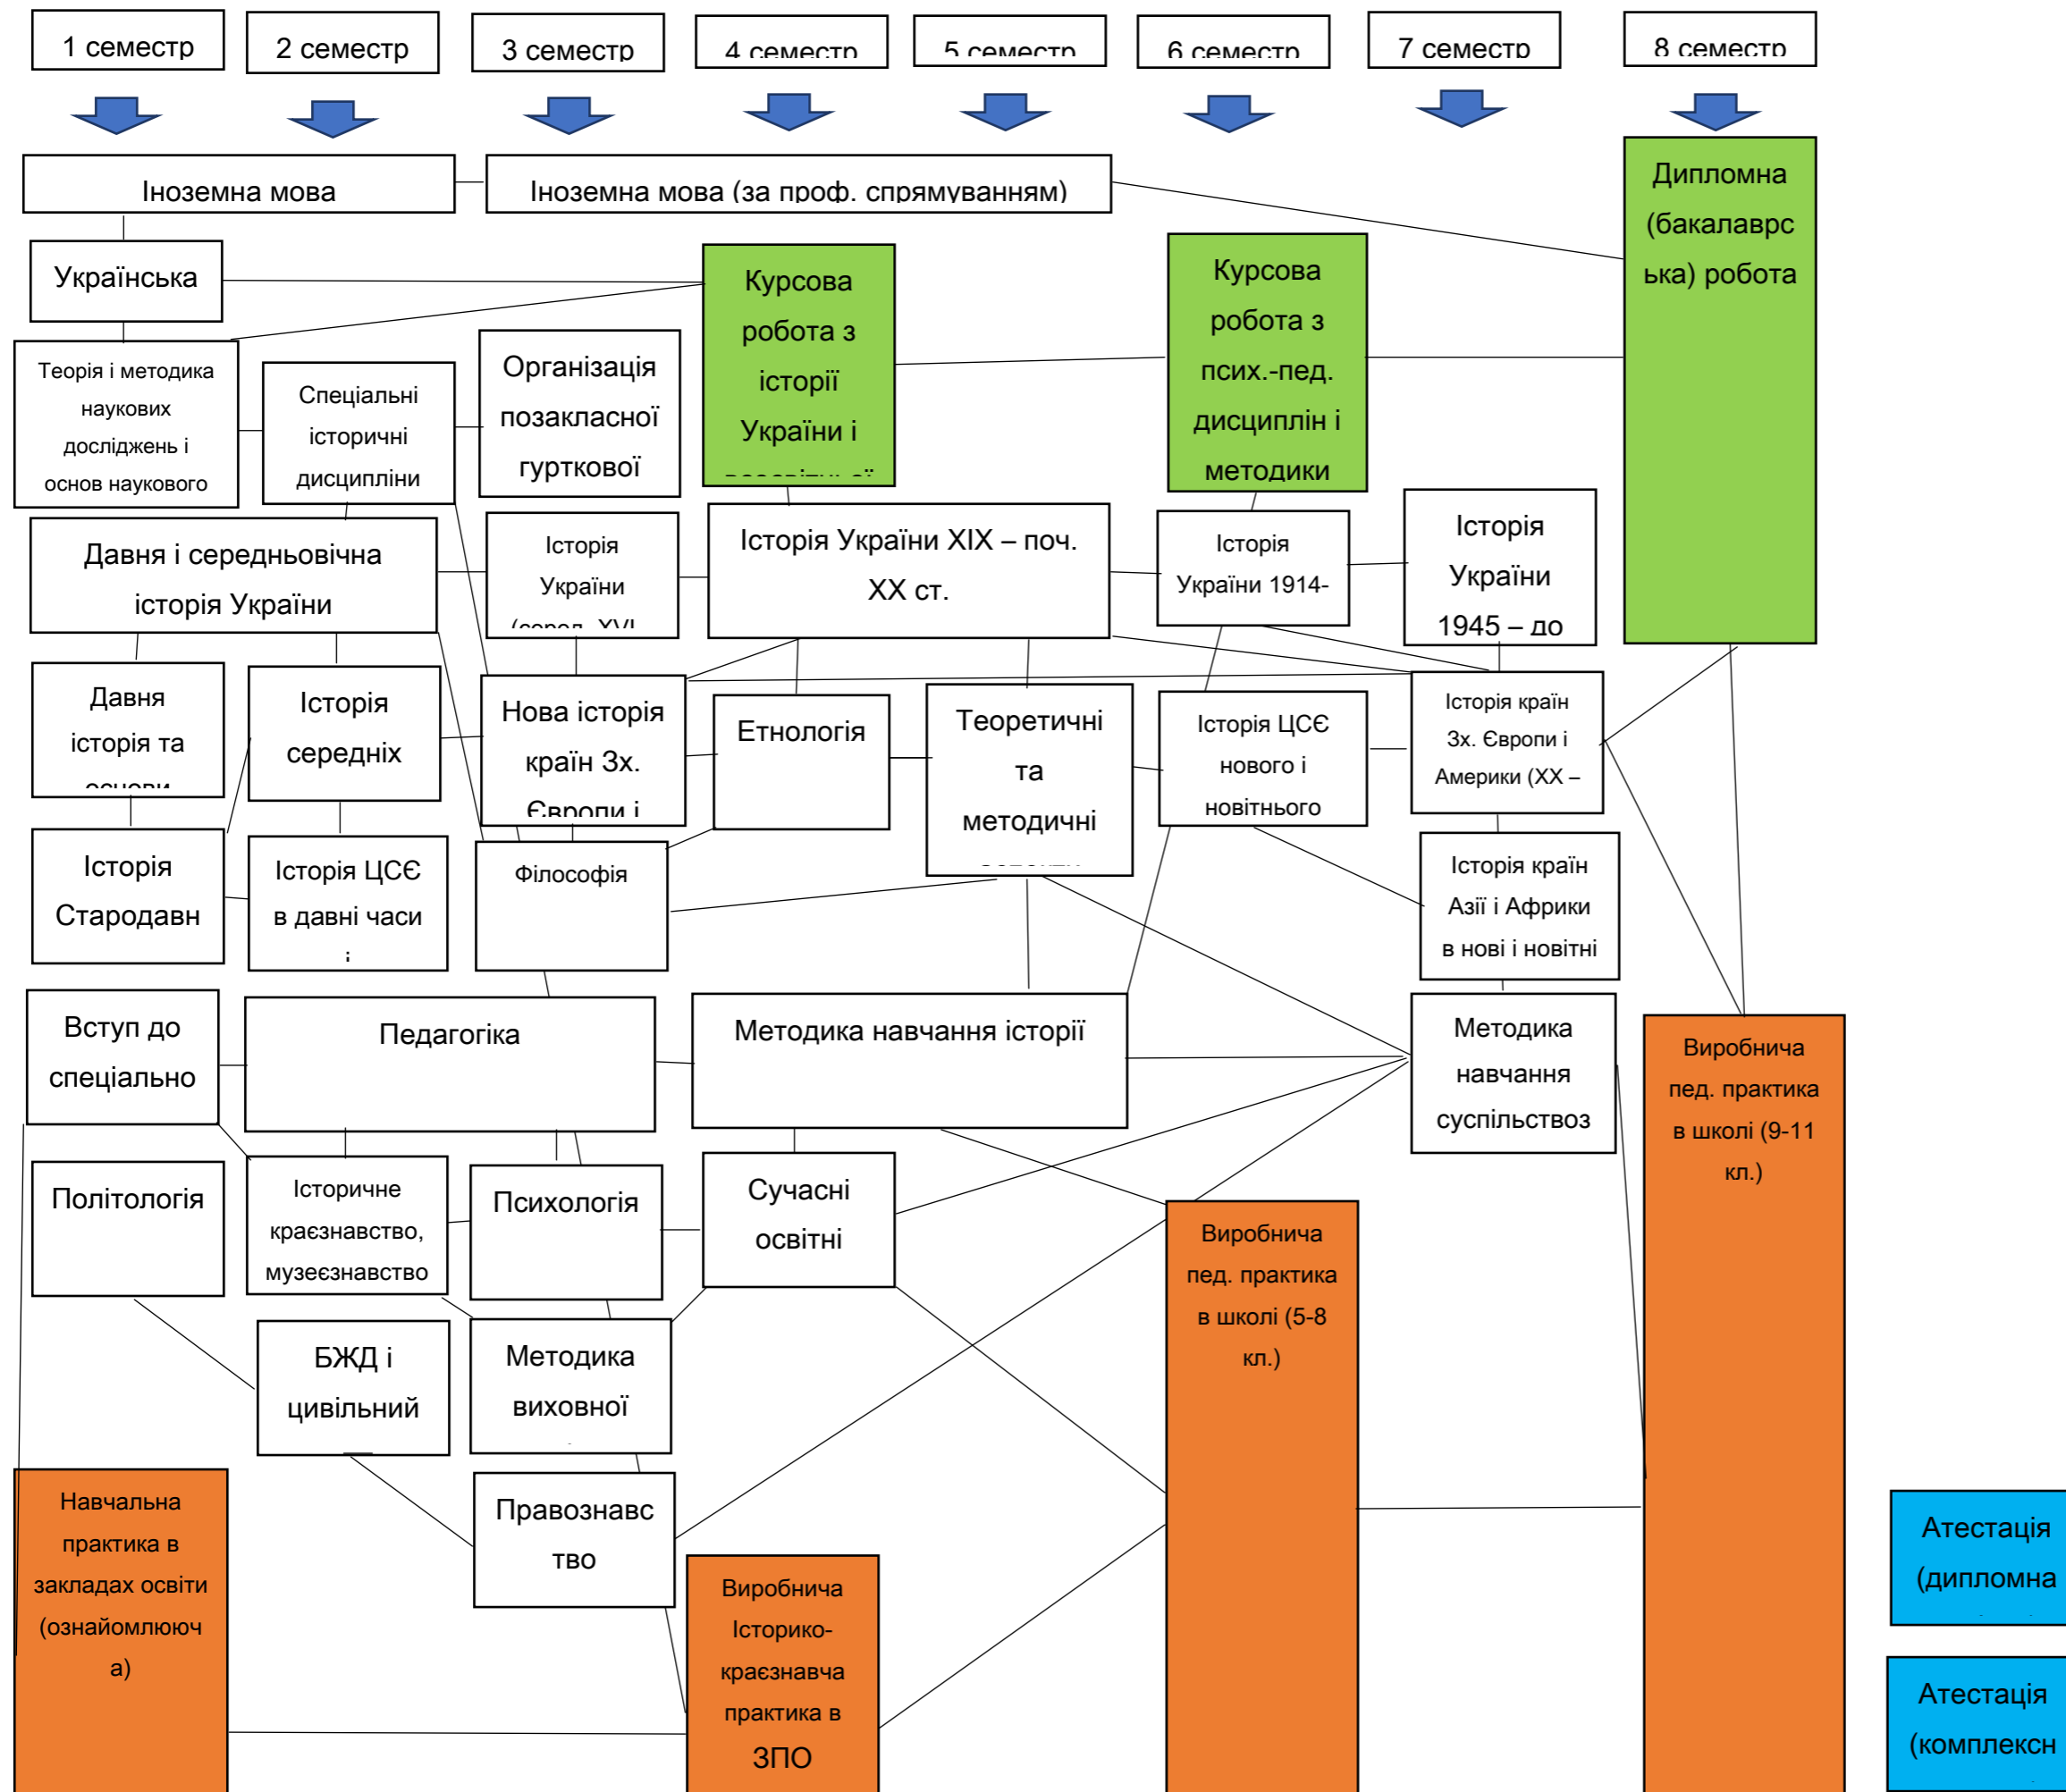 1 семестр
2 семестр
3 семестр
4 семестр
5 семестр
6 семестр
7 семестр
8 семестр
Іноземна мова
Іноземна мова (за проф. спрямуванням)
Дипломна
(бакалаврс
ька) робота
Українська
Курсова
робота з
історії
України і
Курсова
робота з
псих.-пед.
дисциплін і
методики
Теорія і методика
наукових
досліджень і
основ наукового
Спеціальні
історичні
дисципліни
Організація
позакласної
гурткової
Давня і середньовічна
історія України
Історія
України
(серед. XVI
Історія України XIX – поч.
XX ст.
Історія
України 1914-
Історія
України
1945 – до
Давня
історія та
основи
Історія
середніх
Нова історія
країн Зх.
Європи і
Етнологія
Теоретичні
та
методичні
аспекти
Історія ЦСЄ
нового і
новітнього
Історія країн
Зх. Європи і
Америки (XX –
Історія
Стародавн
Історія ЦСЄ
в давні часи
і
Філософія
Історія країн
Азії і Африки
в нові і новітні
Вступ до
спеціально
Педагогіка
Методика навчання історії
Методика
навчання
суспільствоз
Виробнича
пед. практика
в школі (9-11
кл.)
Політологія
Історичне
краєзнавство,
музеєзнавство
Психологія
Сучасні
освітні
Виробнича
пед. практика
в школі (5-8
кл.)
БЖД і
цивільний
Методика
виховної
Навчальна
практика в
закладах освіти
(ознайомлююч
а)
Правознавс
тво
Виробнича
Історико-
краєзнавча
практика в
ЗПО
Атестація
(дипломна
Атестація
(комплексн